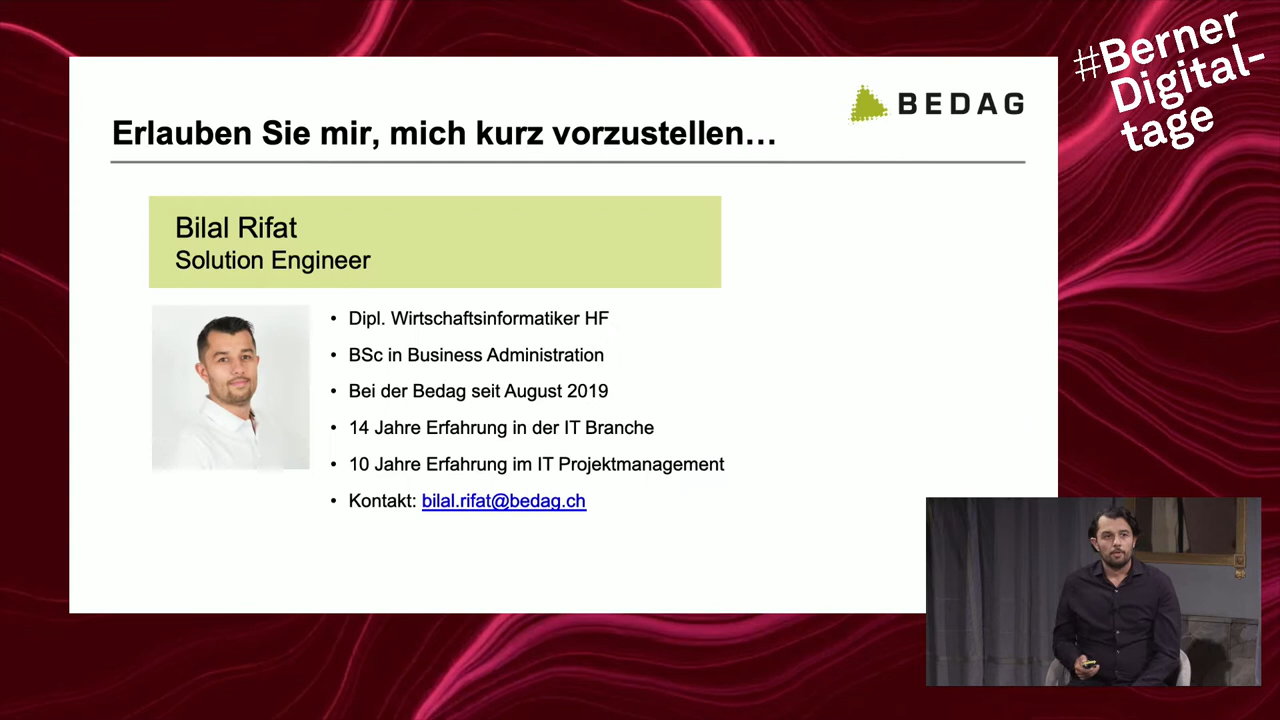 #Berner
Digital-
tage
BEDAG
Erlauben Sie mir, mich kurz vorzustellen…
Bilal Rifat
Solution Engineer
• Dipl. Wirtschaftsinformatiker HF
• BSc in Business Administration
• Bei der Bedag seit August 2019
• 14 Jahre Erfahrung in der IT Branche
• 10 Jahre Erfahrung im IT Projektmanagement
• Kontakt: bilal.rifat@bedag.ch